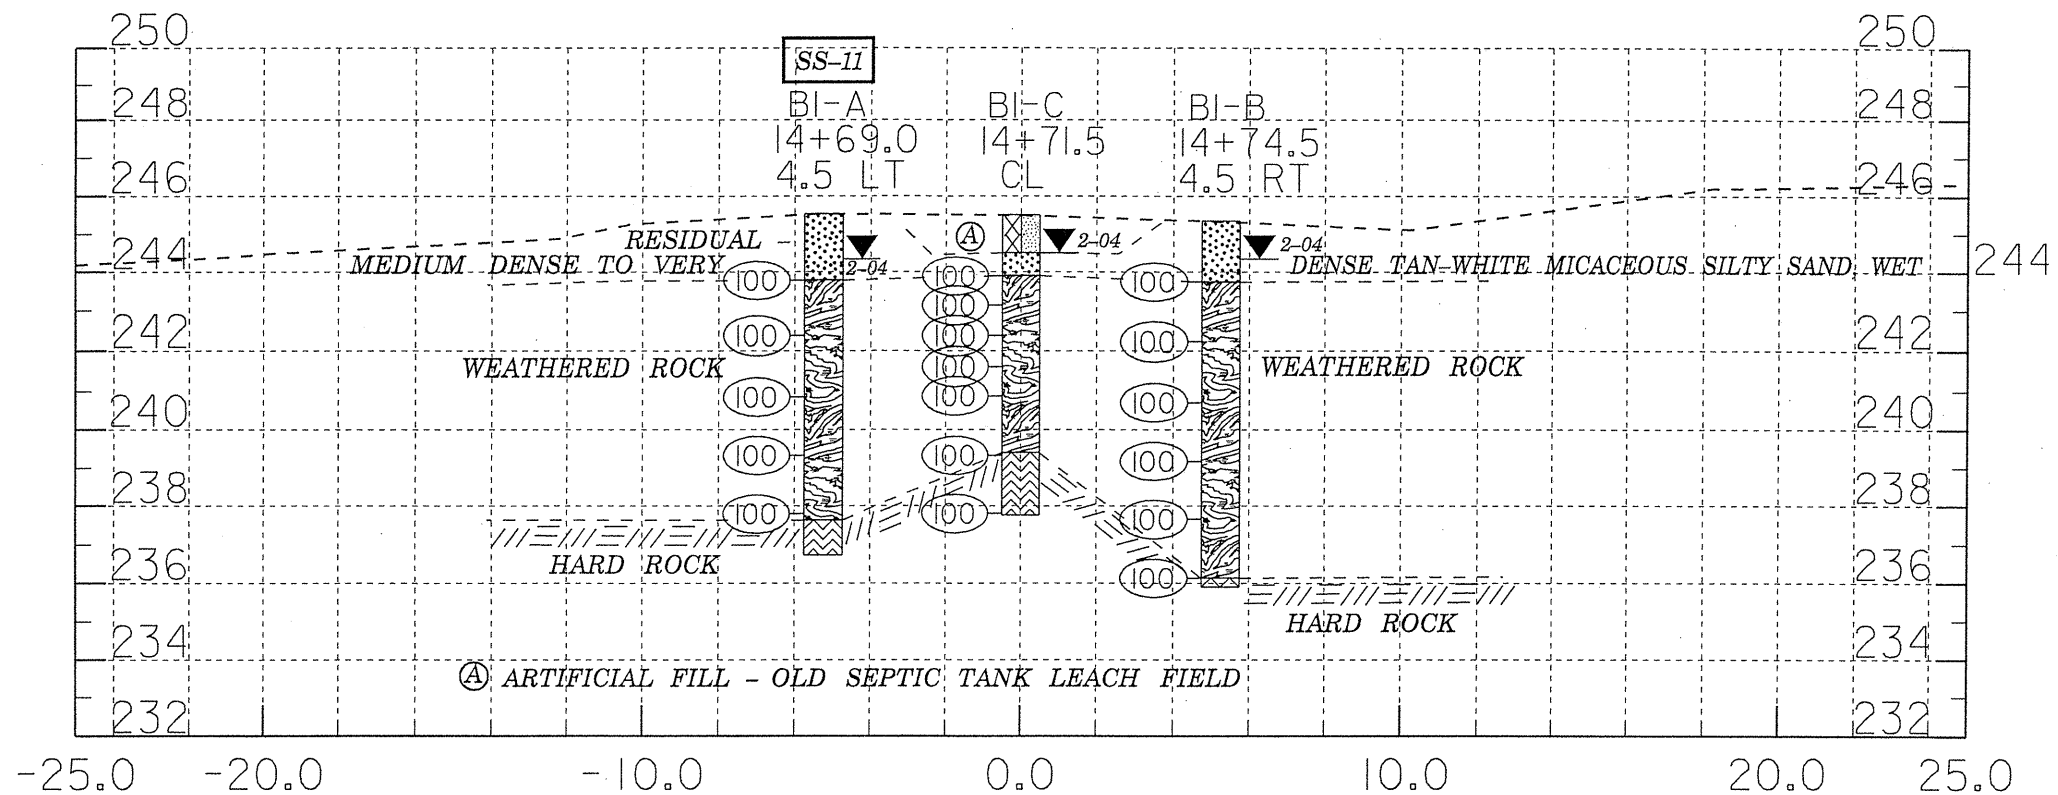 250 250
SS-11
B1-A B1-C B1-B
248 248
14+69.0 14+71.5 14+74.5
4.5 LT CL 4.5 RT
246 246
RESIDUAL A 2-04 2-04
244 MEDIUM DENSE TO VERY 2-04 DENSE TAN-WHITE MICACEOUS SILTY SAND, WET 244
100 100 100
100
242 100 100 100 242
WEATHERED ROCK 100 WEATHERED ROCK
100 100 100
240 240
100 100 100
238 238
100 100 100
HARD ROCK
236 100 236
HARD ROCK
234 234
A ARTIFICIAL FILL - OLD SEPTIC TANK LEACH FIELD
232 232
-25.0 -20.0 -10.0 0.0 10.0 20.0 25.0